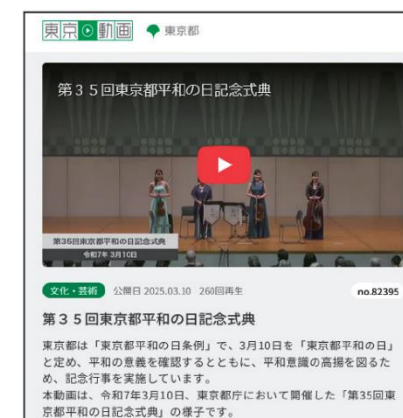 東京動画 東京都
第３５回東京都平和の日記念式典
第35回東京都平和の日記念式典
令和7年 3月10日
文化・芸術 公開日 2025.03.10 260回再生 no.82395
第３５回東京都平和の日記念式典
東京都は「東京都平和の日条例」で、3月10日を「東京都平和の日」
と定め、平和の意義を確認するとともに、平和意識の高揚を図るた
め、記念行事を実施しています。
本動画は、令和7年3月10日、東京都庁において開催した「第35回東
京都平和の日記念式典」の様子です。